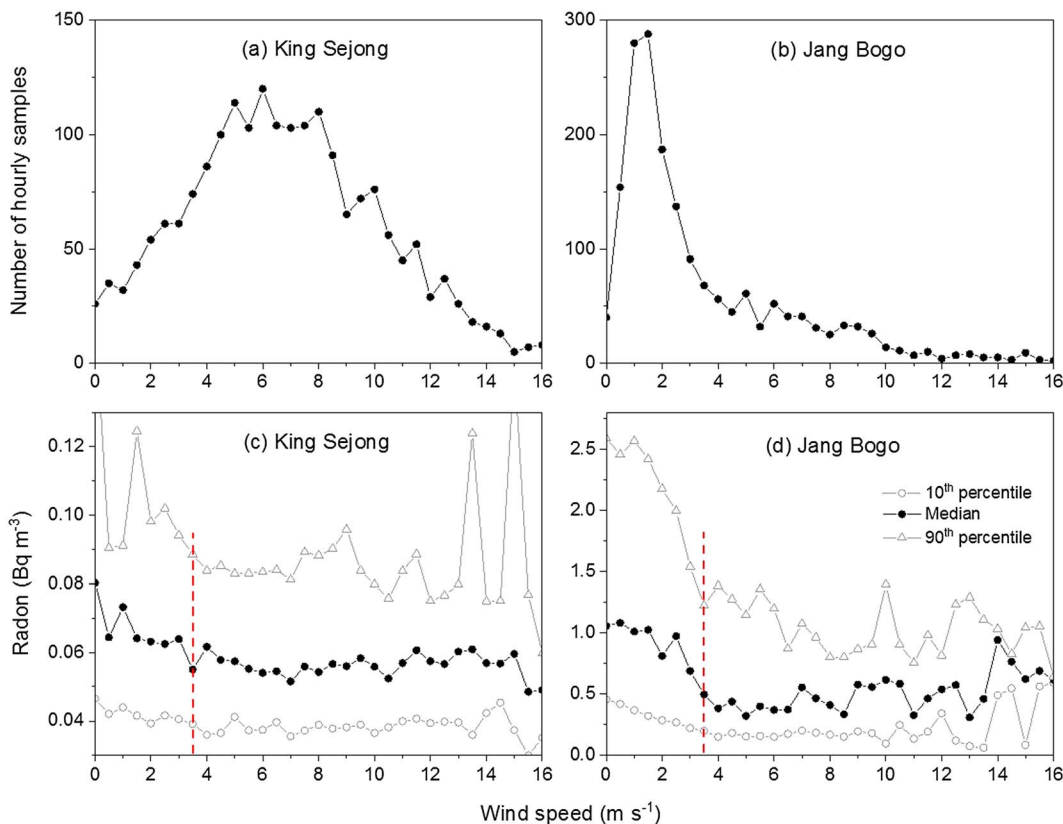 Number of hourly samples
150
100
50
0
(a) King Sejong
0 2 4 6 8 10 12 14 16
300
200
100
0
(b) Jang Bogo
0 2 4 6 8 10 12 14 16
Radon (Bq m⁻³)
0.12
0.10
0.08
0.06
0.04
(c) King Sejong
0 2 4 6 8 10 12 14 16
2.5
2.0
1.5
1.0
0.5
0.0
(d) Jang Bogo
10th percentile
Median
90th percentile
0 2 4 6 8 10 12 14 16
Wind speed (m s⁻¹)